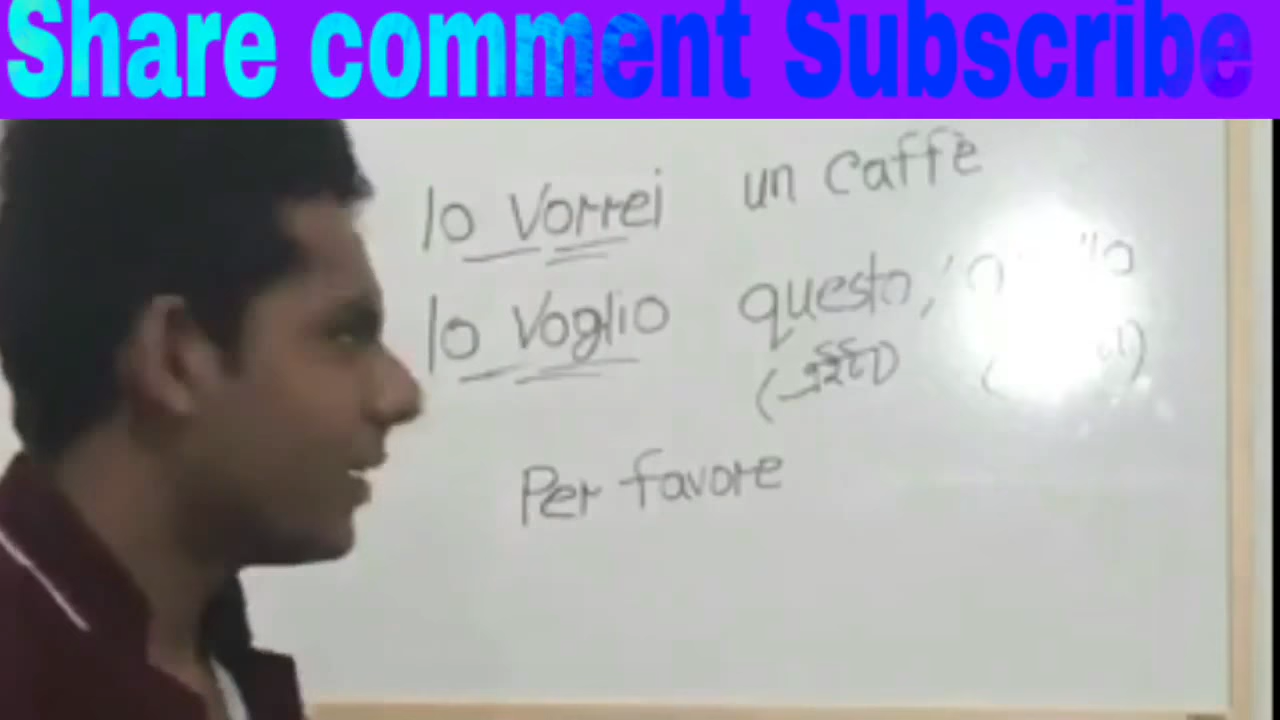 Share comment Subscribe
Io Vorrei un caffè
Io Voglio questo,
Per favore